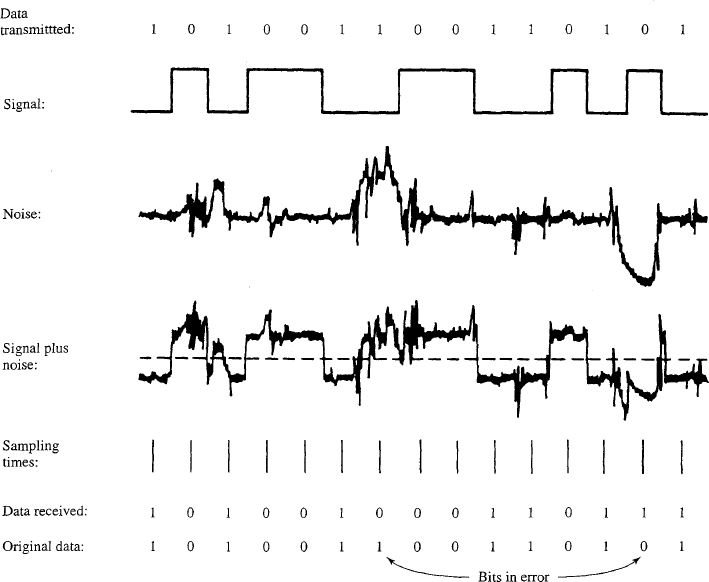 Data
transmittted: 1 0 1 0 0 1 1 0 0 1 1 0 1 0 1
Signal:
Noise:
Signal plus
noise:
Sampling
times:
Data received: 1 0 1 0 0 1 0 0 0 1 1 0 1 1 1
Original data: 1 0 1 0 0 1 1 0 0 1 1 0 1 0 1
Bits in error